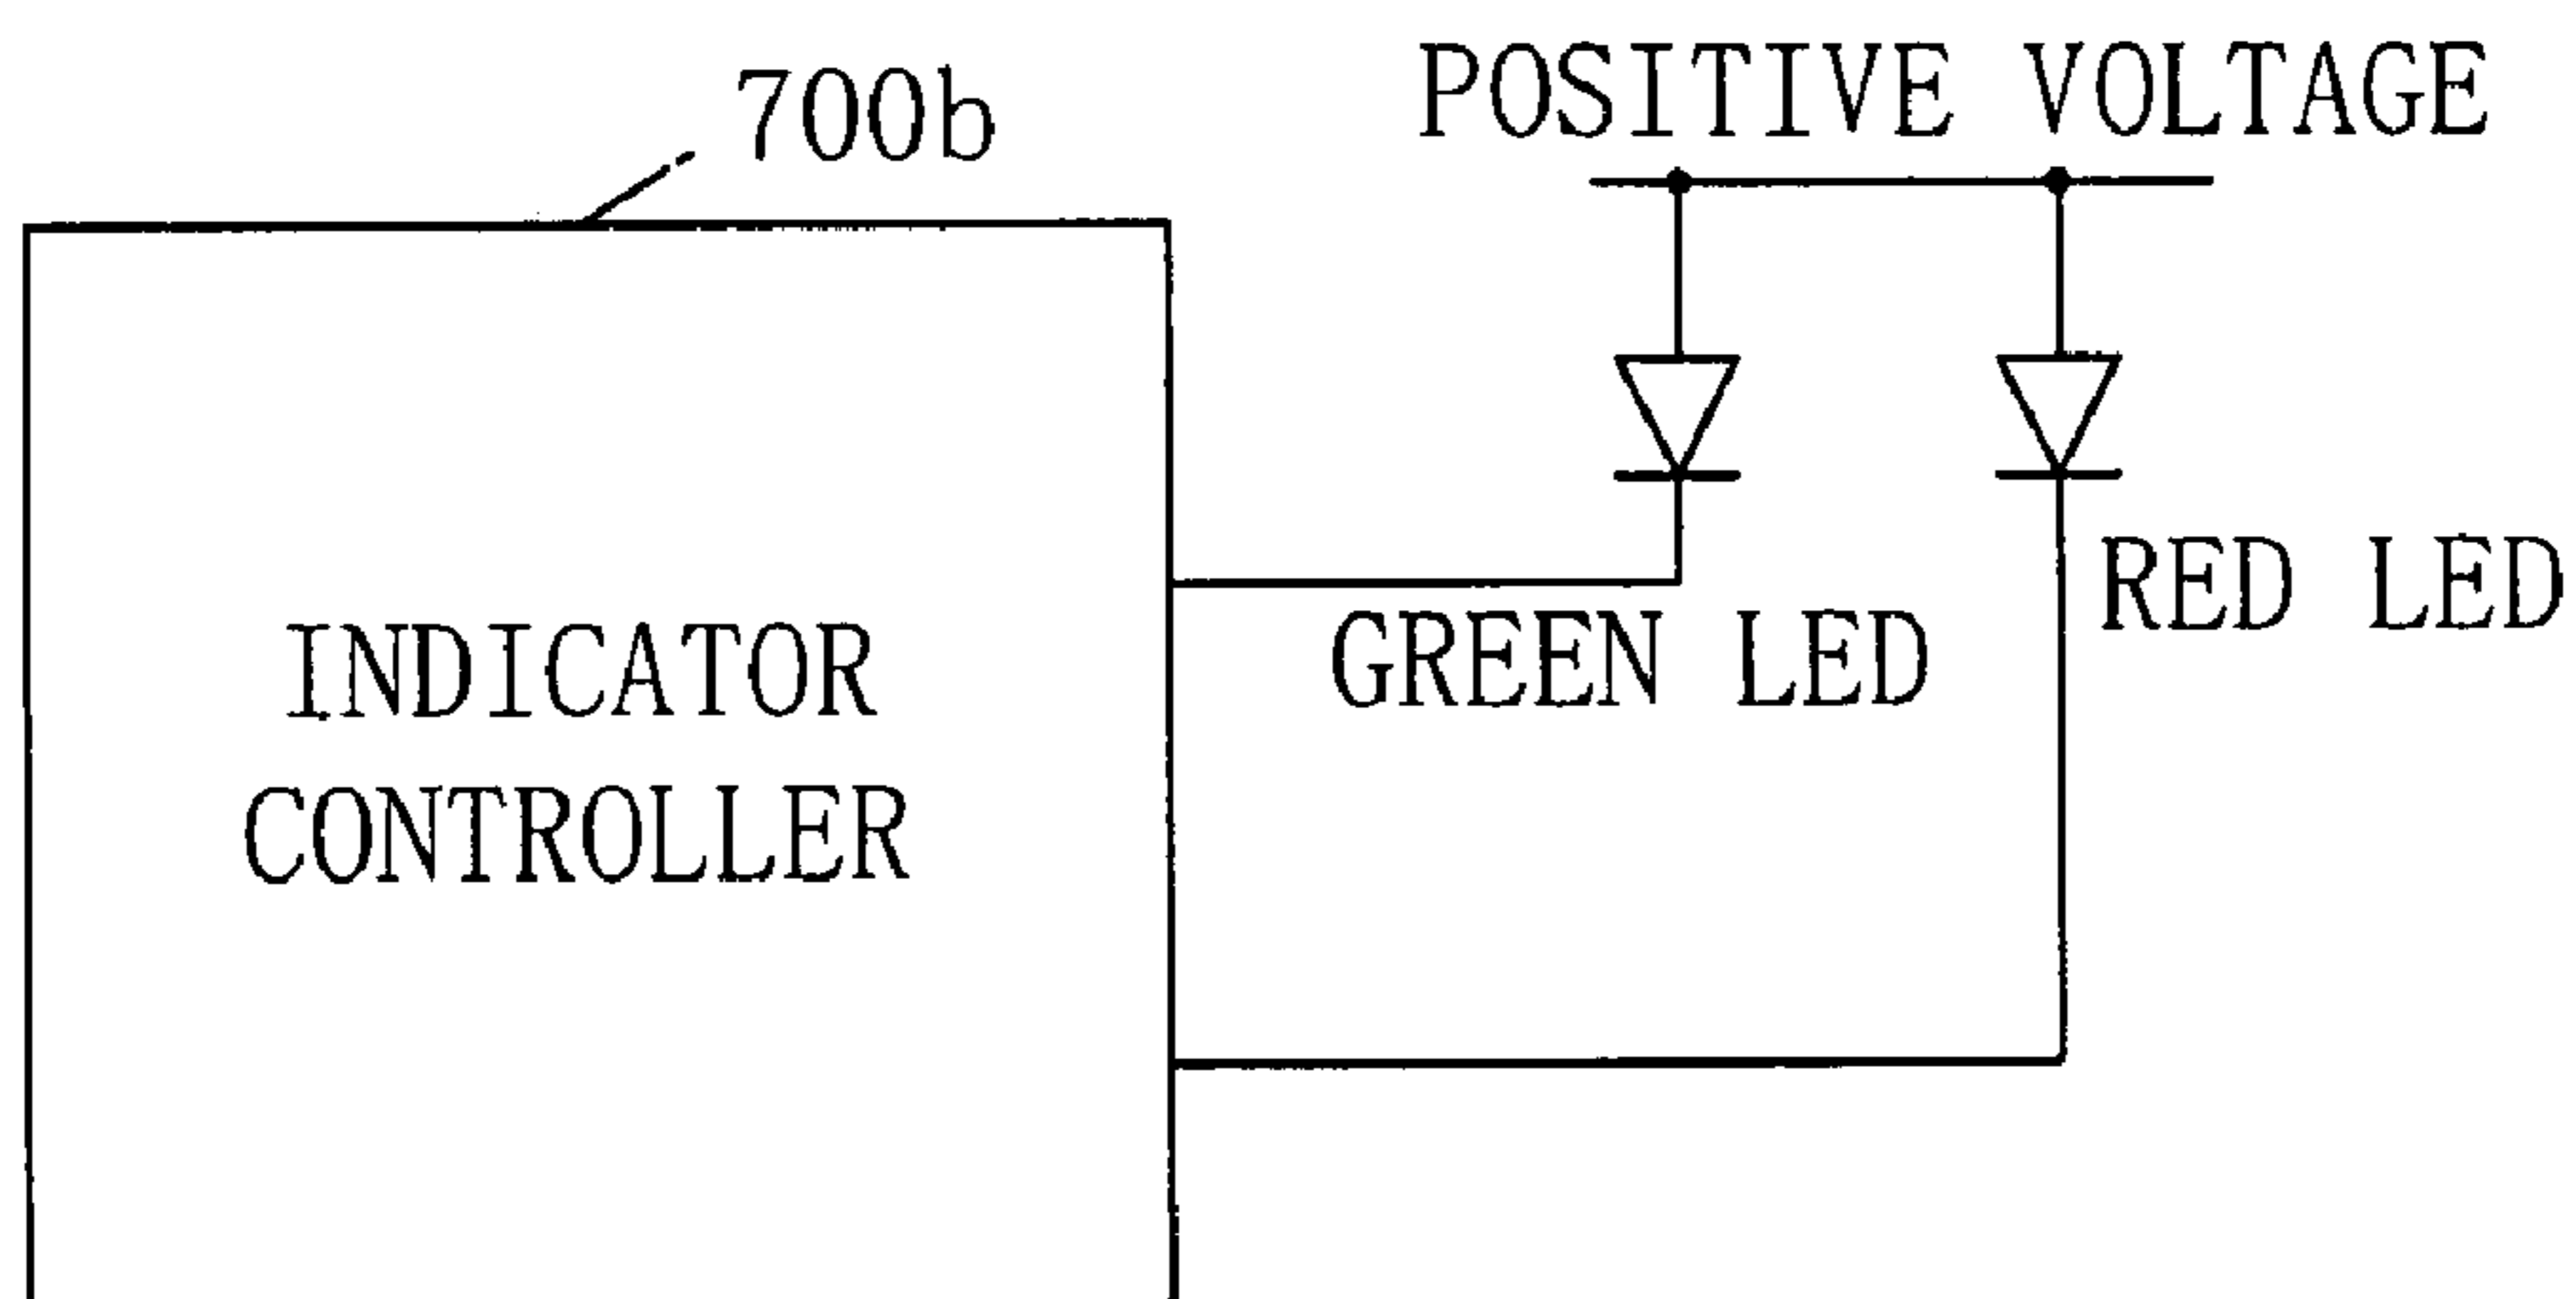 700b
POSITIVE VOLTAGE
RED LED
GREEN LED
INDICATOR
CONTROLLER